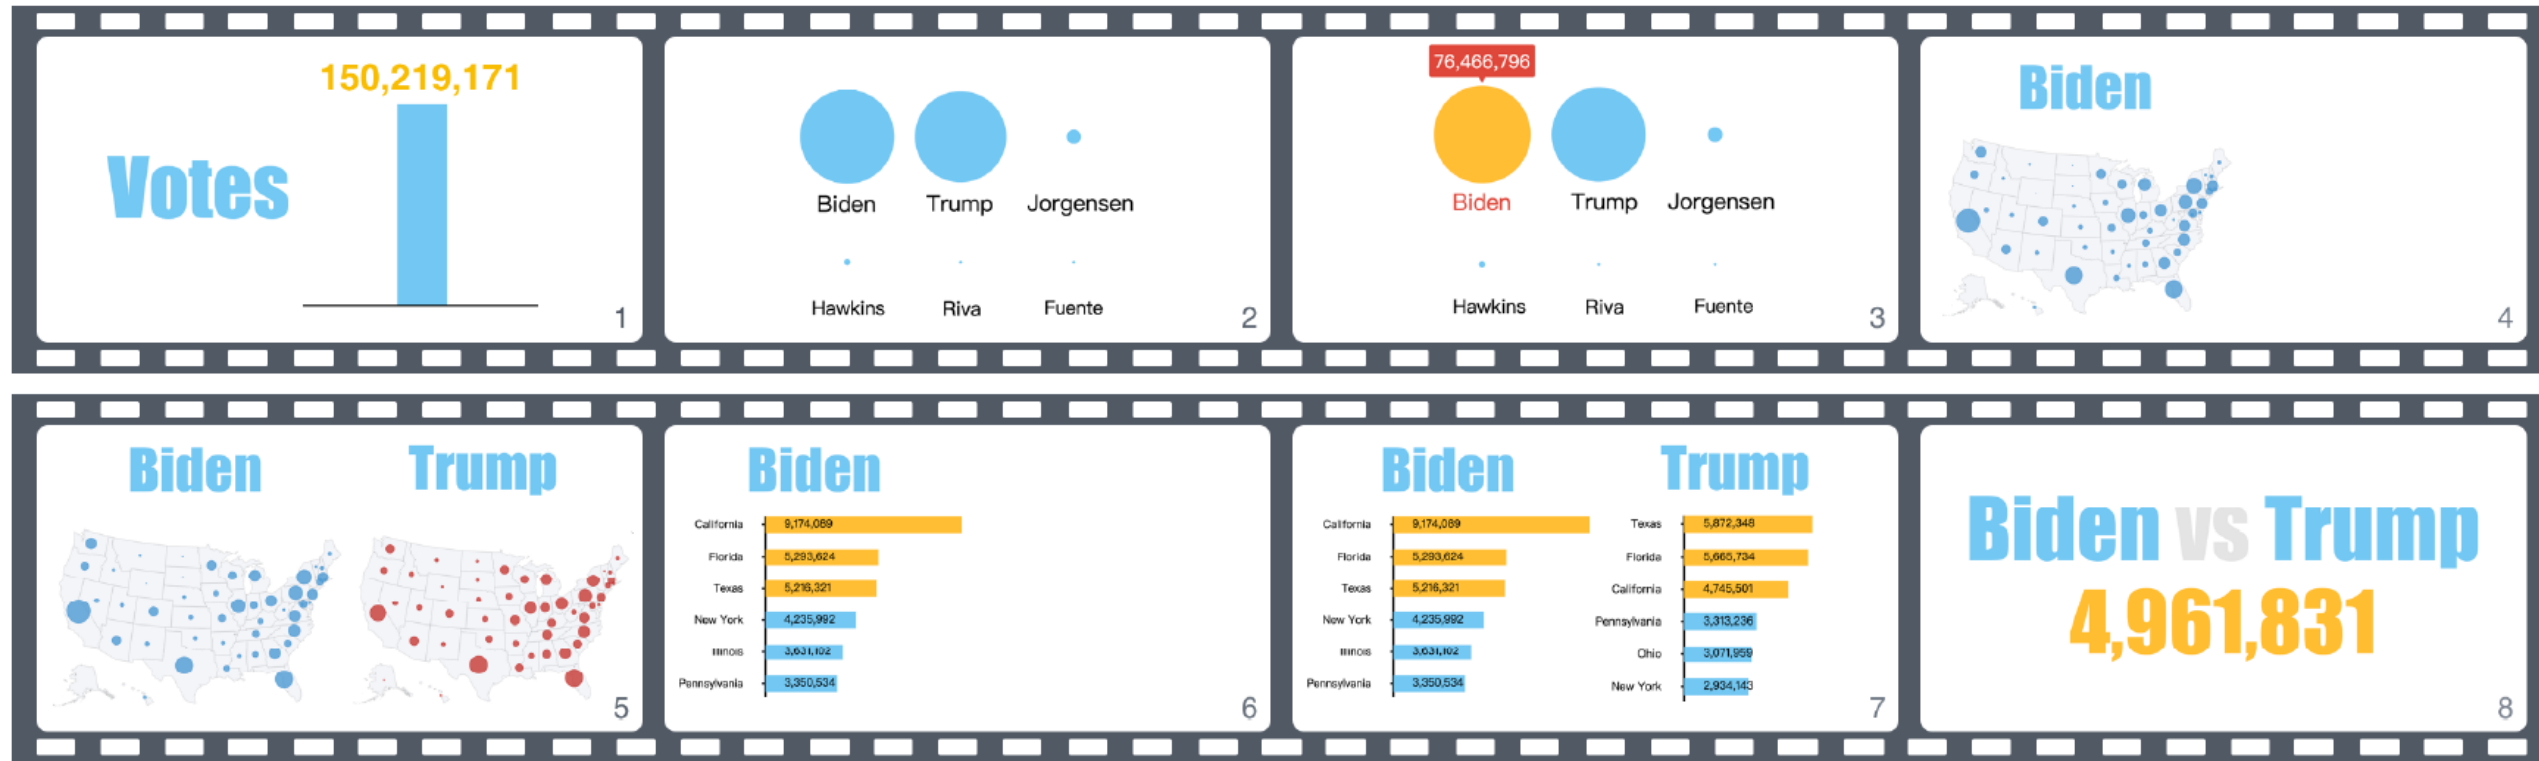 150,219,171
Votes
1
Biden Trump Jorgensen
Hawkins Riva Fuente
2
76,466,796
Biden Trump Jorgensen
Hawkins Riva Fuente
3
Biden
4
Biden Trump
5
Biden
California 9,174,089
Florida 5,293,624
Texas 5,216,321
New York 4,235,992
Illinois 3,631,102
Pennsylvania 3,350,534
6
Biden Trump
California 9,174,089 Texas 5,872,348
Florida 5,293,624 Florida 5,665,734
Texas 5,216,321 California 4,745,501
New York 4,235,992 Pennsylvania 3,313,236
Illinois 3,631,102 Ohio 3,071,959
Pennsylvania 3,350,534 New York 2,934,143
7
Biden vs Trump
4,961,831
8